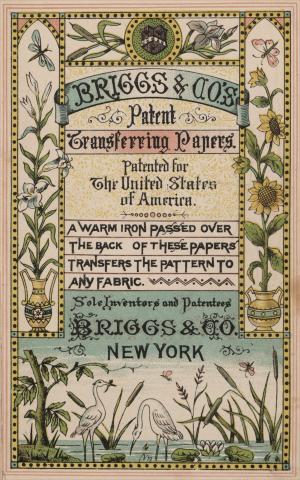 BRIGGS & CO'S
Patent
Transferring Papers.
Patented for
The United States
of America.
A WARM IRON PASSED OVER
THE BACK OF THESE PAPERS
TRANSFERS THE PATTERN TO
ANY FABRIC.
Sole Inventors and Patentees
BRIGGS & CO.
NEW YORK